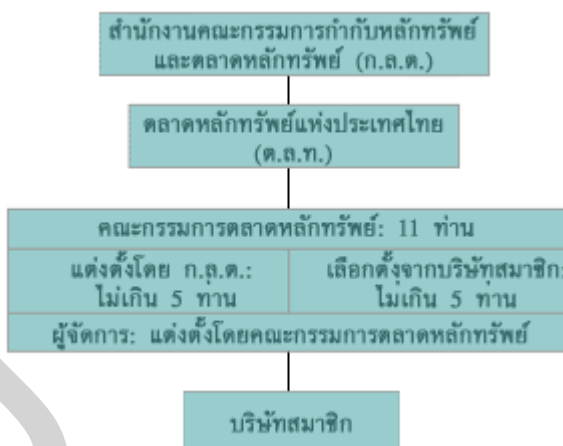 สำนักงานคณะกรรมการกำกับหลักทรัพย์
และตลาดหลักทรัพย์ (ก.ล.ต.)
ตลาดหลักทรัพย์แห่งประเทศไทย
(ต.ล.ท.)
คณะกรรมการตลาดหลักทรัพย์: 11 ท่าน
แต่งตั้งโดย ก.ล.ต.:
ไม่เกิน 5 ท่าน
เลือกตั้งจากบริษัทสมาชิก:
ไม่เกิน 5 ท่าน
ผู้จัดการ: แต่งตั้งโดยคณะกรรมการตลาดหลักทรัพย์
บริษัทสมาชิก